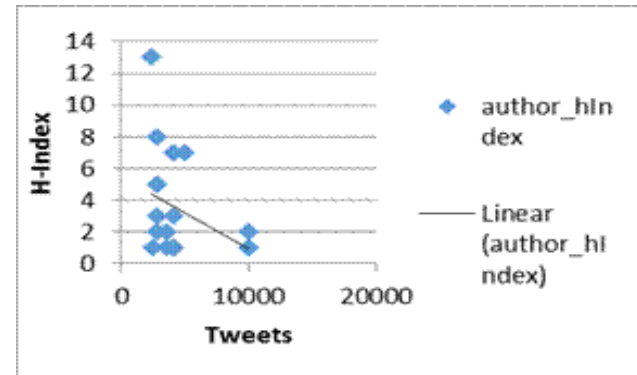 14
12
10
8
6
4
2
0
H-Index
0
10000
20000
Tweets
author_hIn
dex
Linear
(author_hI
ndex)